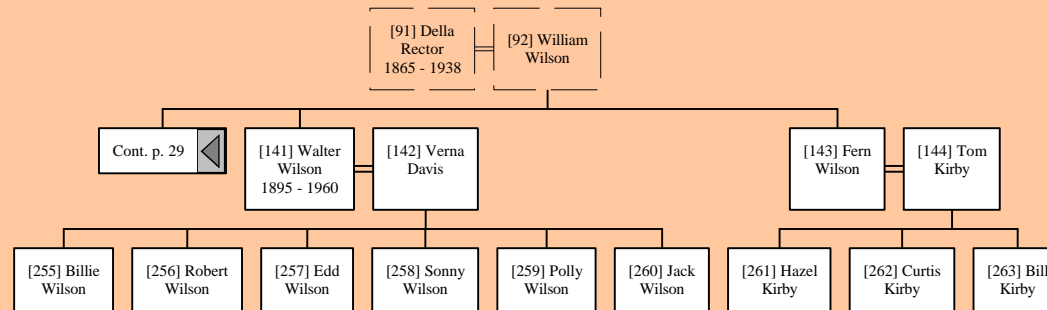 [91] Della
Rector
1865 - 1938
[92] William
Wilson
Cont. p. 29
[141] Walter
Wilson
1895 - 1960
[142] Verna
Davis
[143] Fern
Wilson
[144] Tom
Kirby
[255] Billie
Wilson
[256] Robert
Wilson
[257] Edd
Wilson
[258] Sonny
Wilson
[259] Polly
Wilson
[260] Jack
Wilson
[261] Hazel
Kirby
[262] Curtis
Kirby
[263] Bill
Kirby